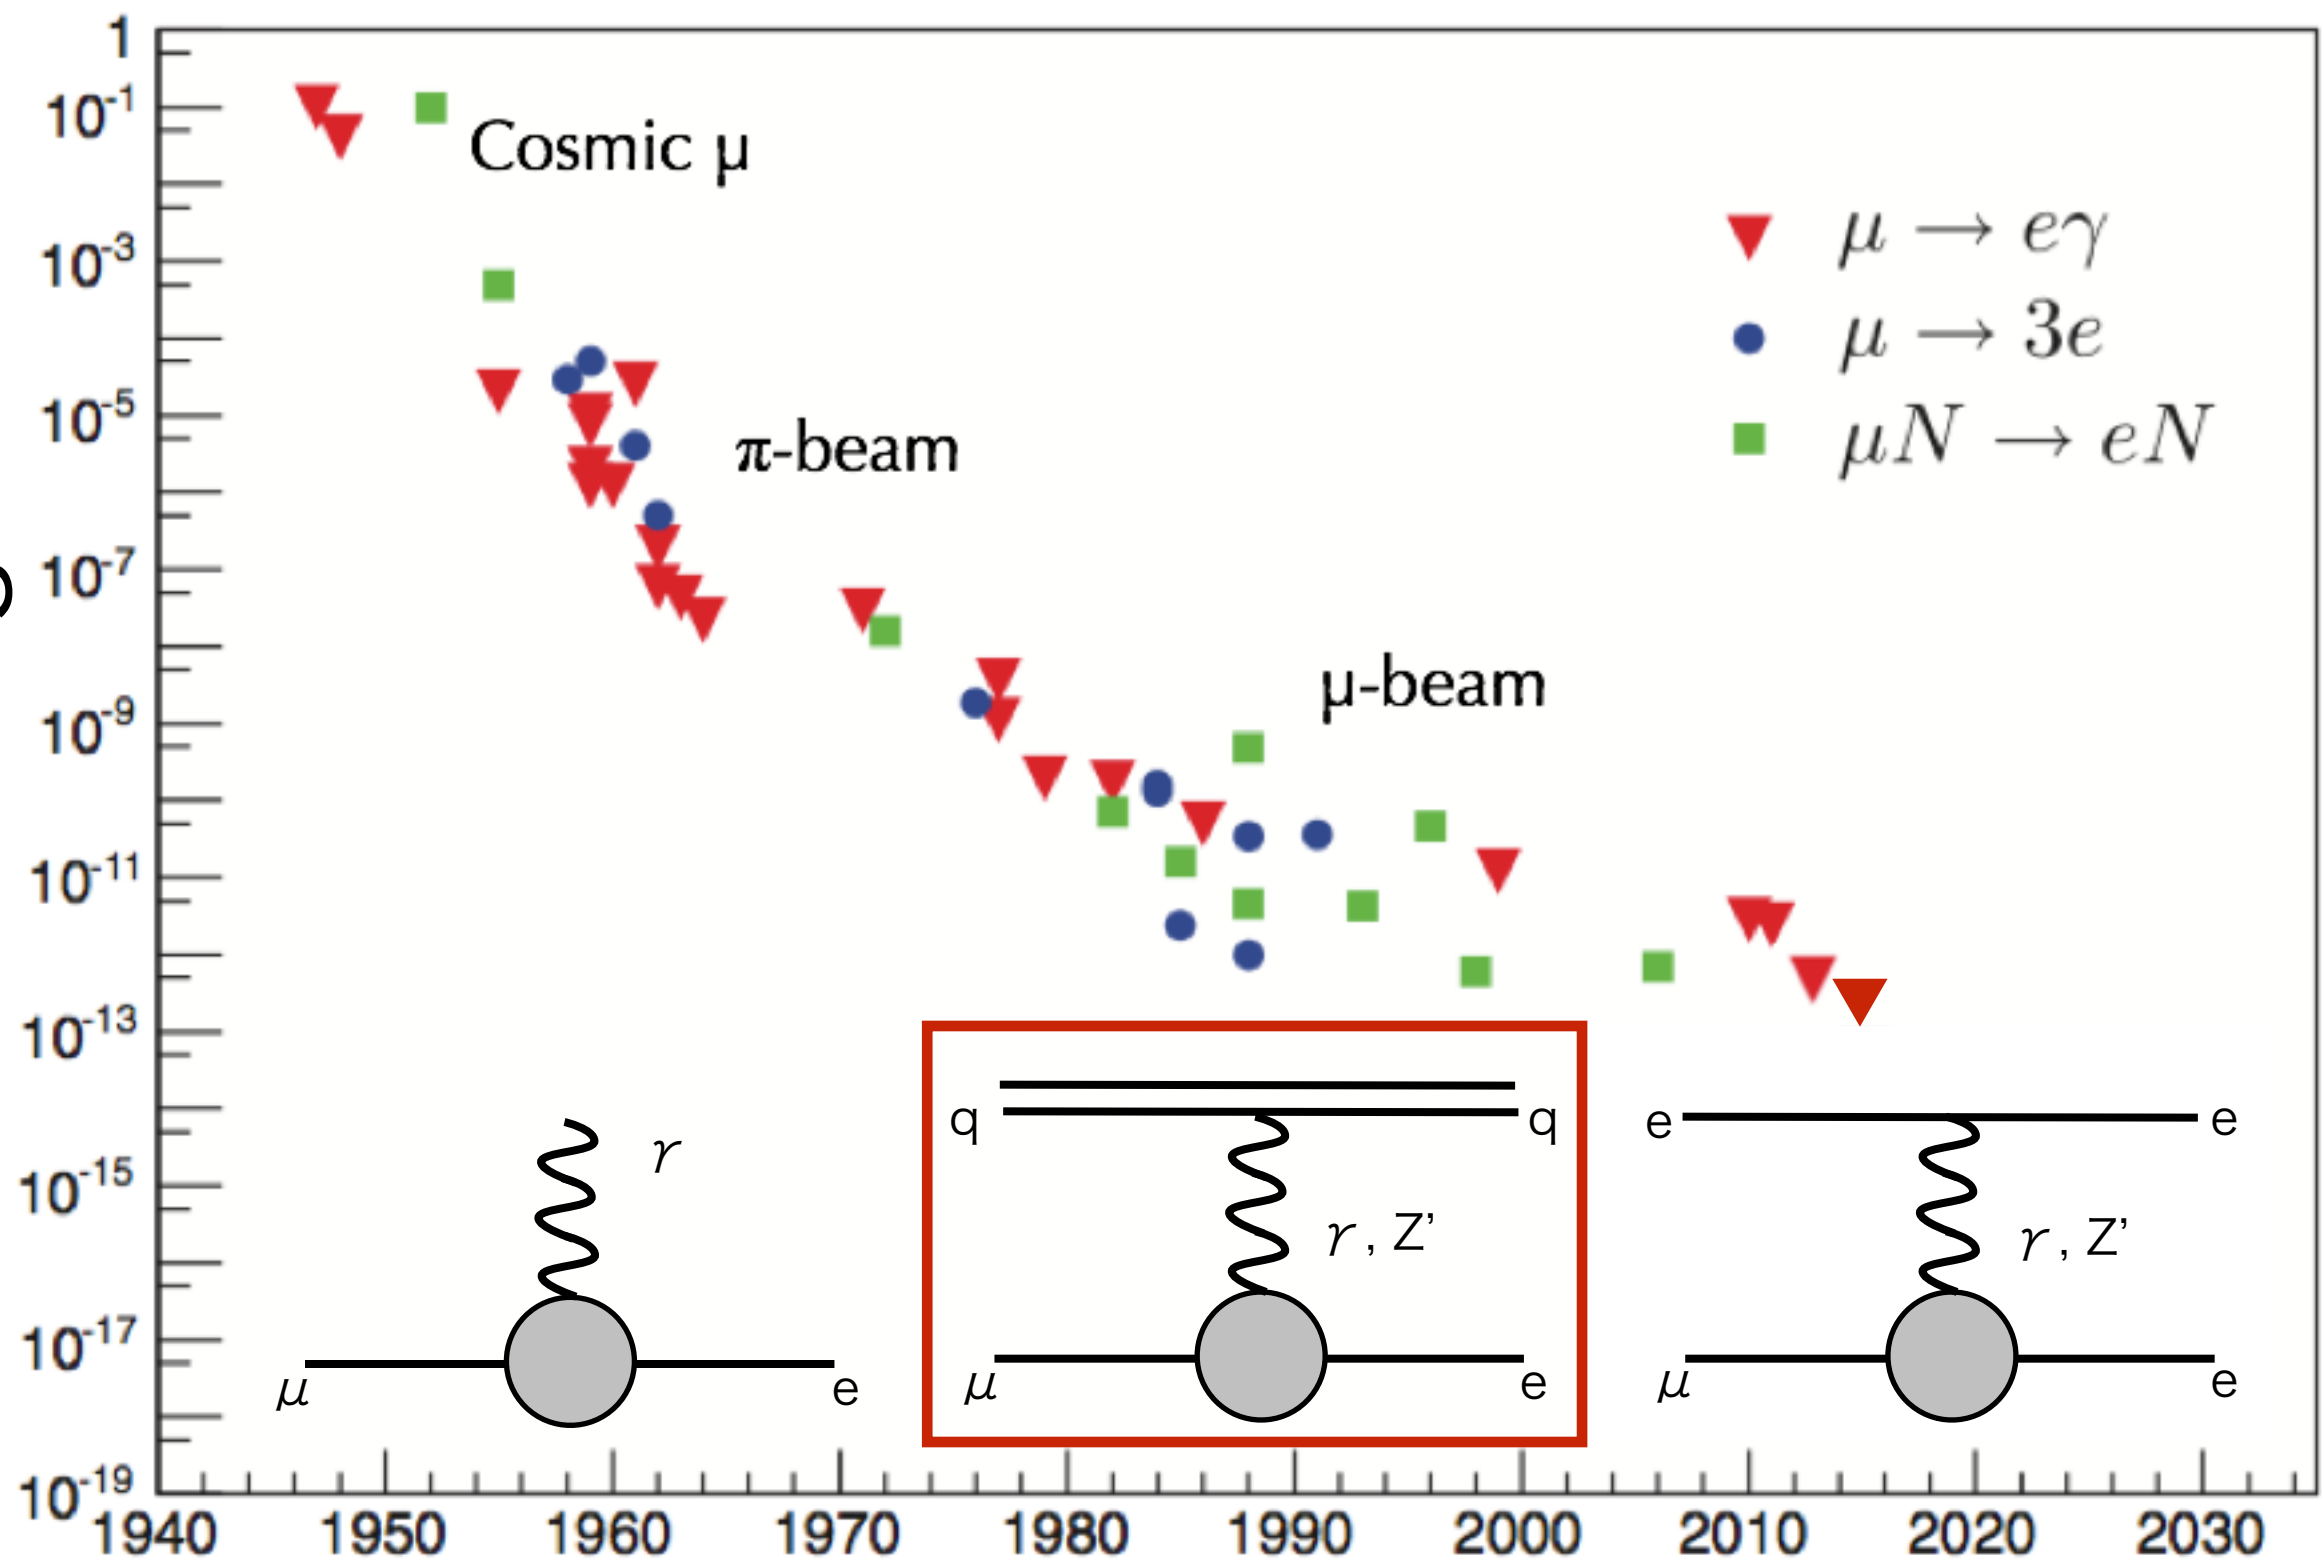 1
10-1
Cosmic μ
10-3
μ → eγ
μ → 3e
10-5
μN → eN
π-beam
10-7
μ-beam
10-9
10-11
10-13
q q
e e
r
10-15
r , Z'
r , Z'
10-17
μ e
μ e
μ e
10-19
1940 1950 1960 1970 1980 1990 2000 2010 2020 2030